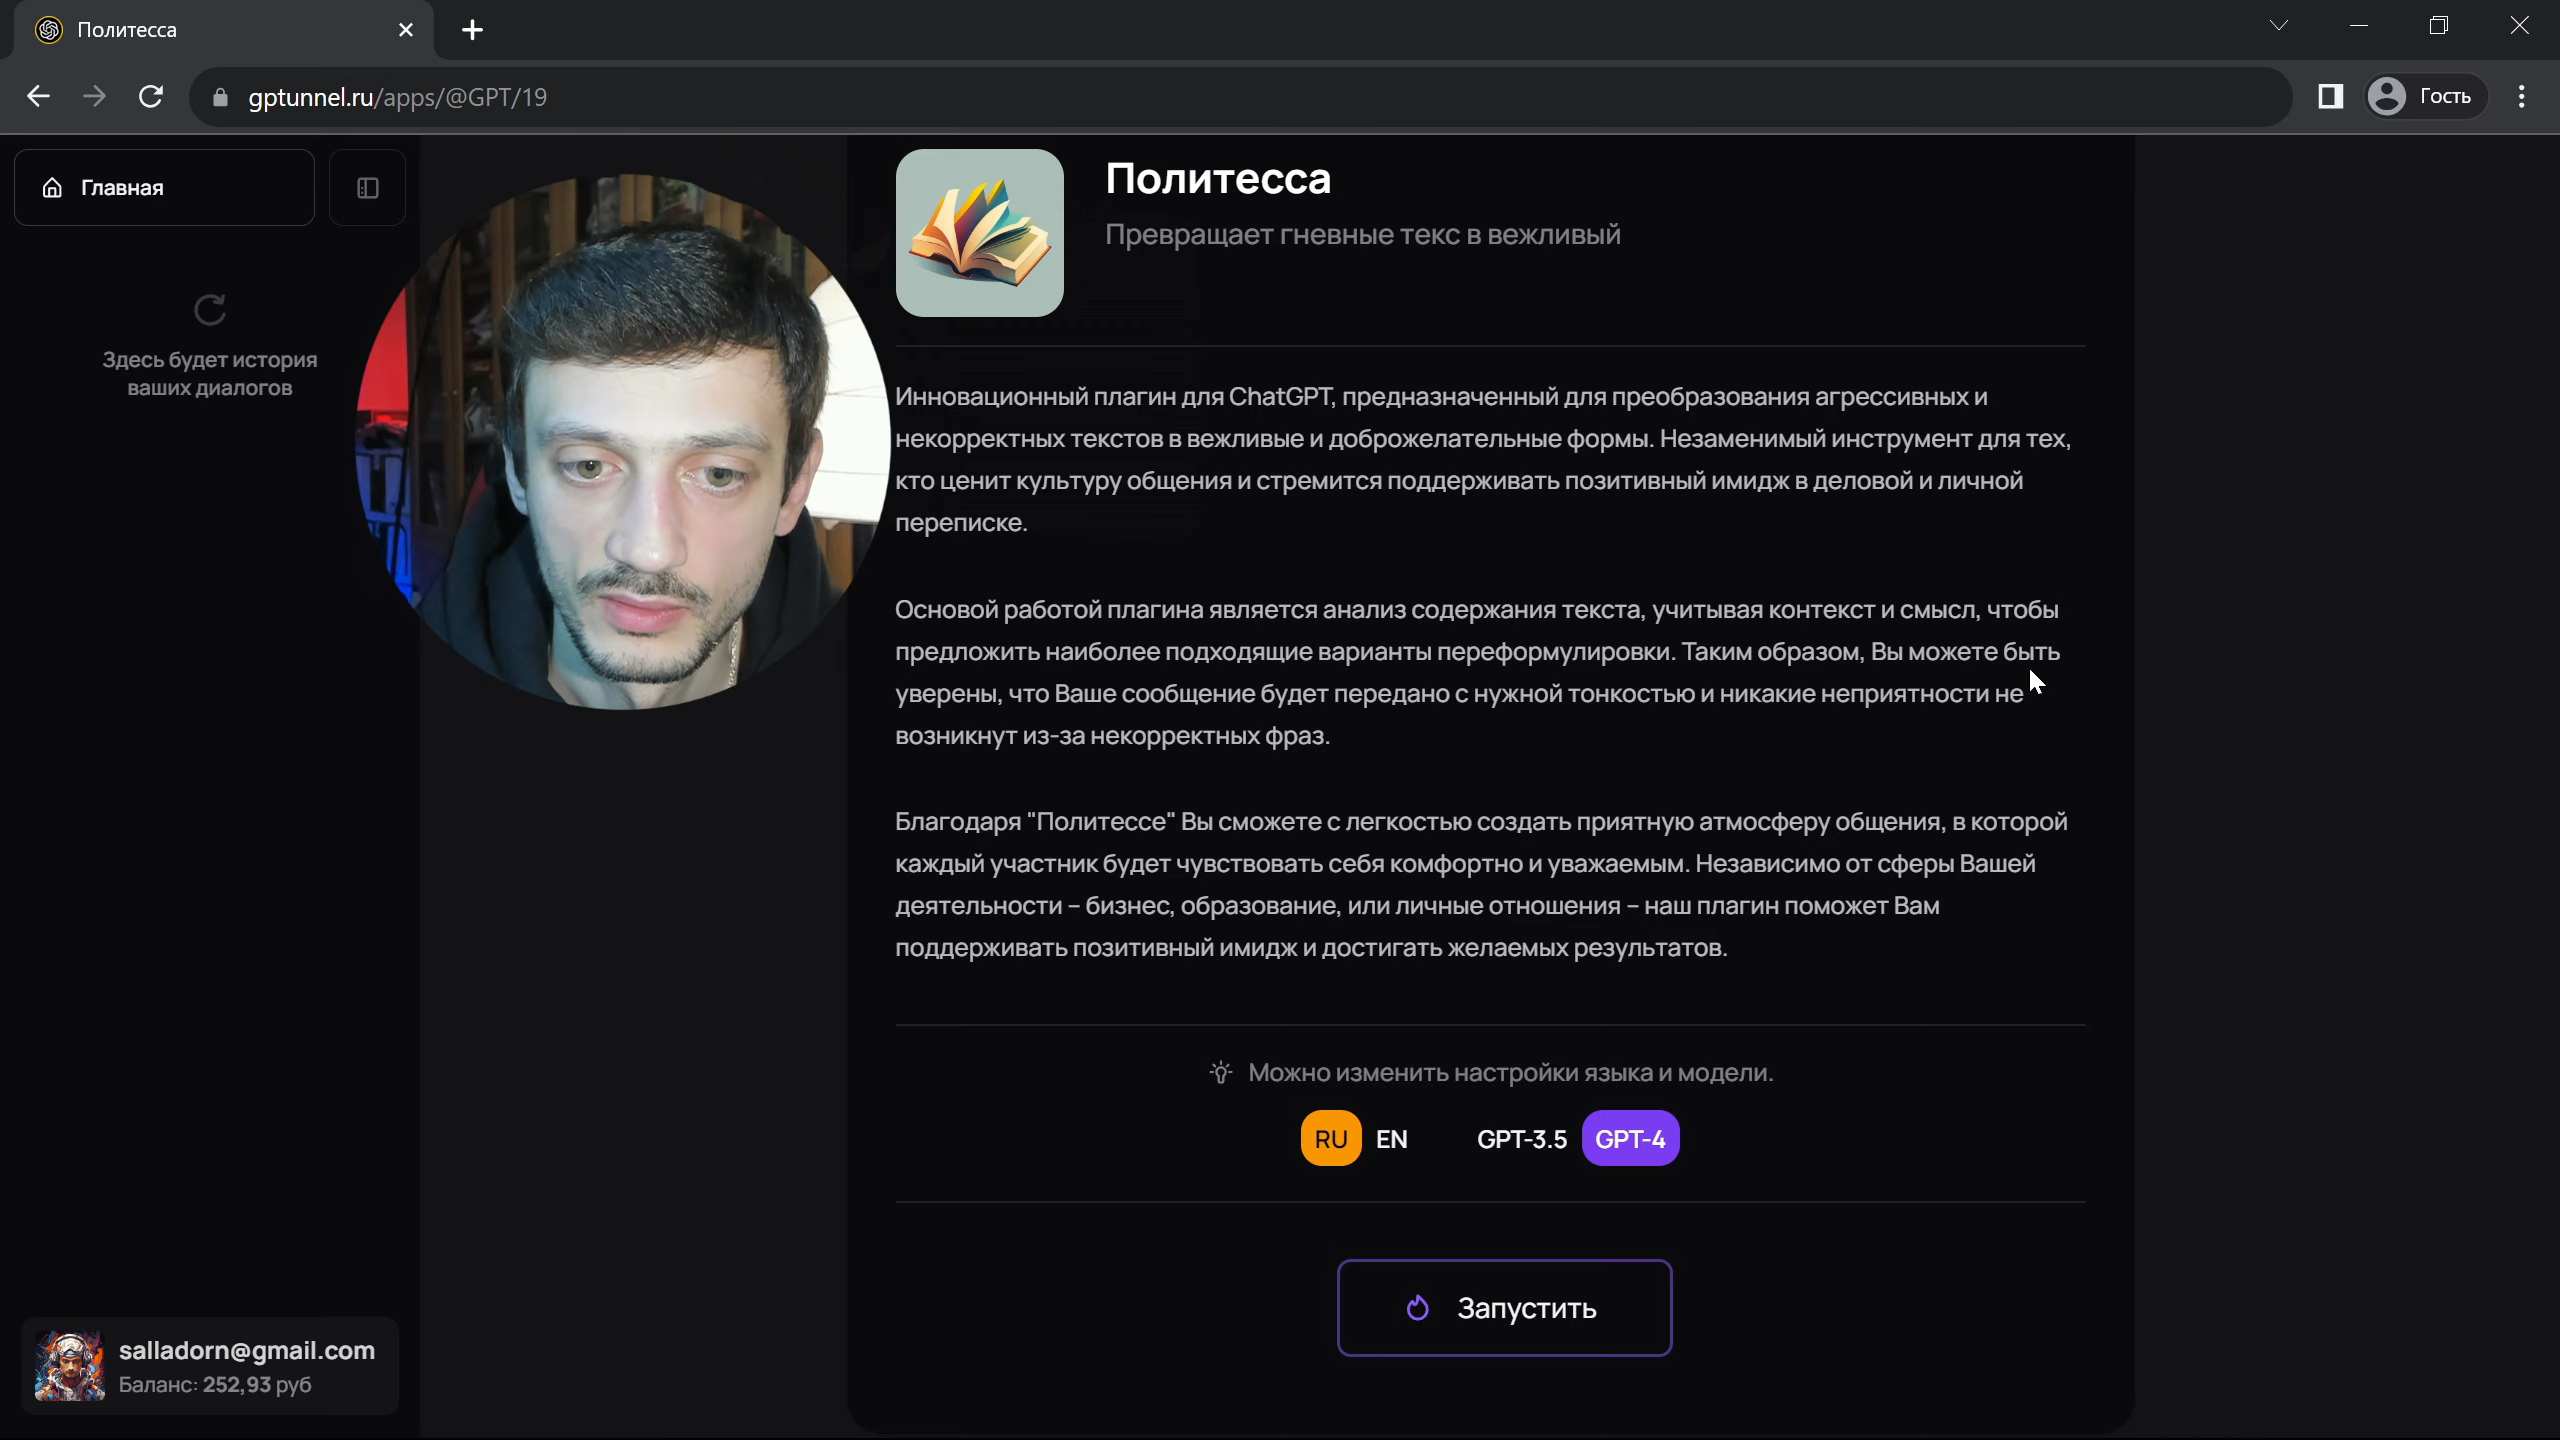 Политесса
gptunnel.ru/apps/@GPT/19
Гость
Главная
Здесь будет история
ваших диалогов
Политесса
Превращает гневные текс в вежливый
Инновационный плагин для ChatGPT, предназначенный для преобразования агрессивных и
некорректных текстов в вежливые и доброжелательные формы. Незаменимый инструмент для тех,
кто ценит культуру общения и стремится поддерживать позитивный имидж в деловой и личной
переписке.
Основой работой плагина является анализ содержания текста, учитывая контекст и смысл, чтобы
предложить наиболее подходящие варианты переформулировки. Таким образом, Вы можете быть
уверены, что Ваше сообщение будет передано с нужной тонкостью и никакие неприятности не
возникнут из-за некорректных фраз.
Благодаря "Политессе" Вы сможете с легкостью создать приятную атмосферу общения, в которой
каждый участник будет чувствовать себя комфортно и уважаемым. Независимо от сферы Вашей
деятельности – бизнес, образование, или личные отношения – наш плагин поможет Вам
поддерживать позитивный имидж и достигать желаемых результатов.
Можно изменить настройки языка и модели.
RU EN GPT-3.5 GPT-4
Запустить
salladorn@gmail.com
Баланс: 252,93 руб